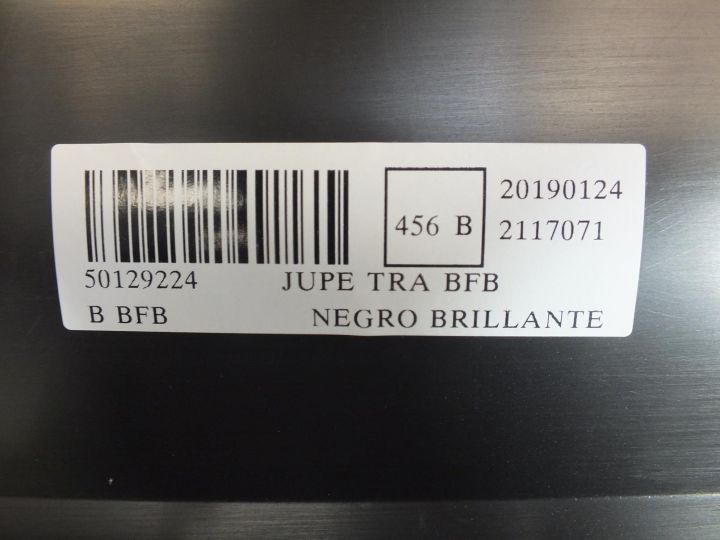 456 B
20190124
2117071
50129224 JUPE TRA BFB
B BFB NEGRO BRILLANTE